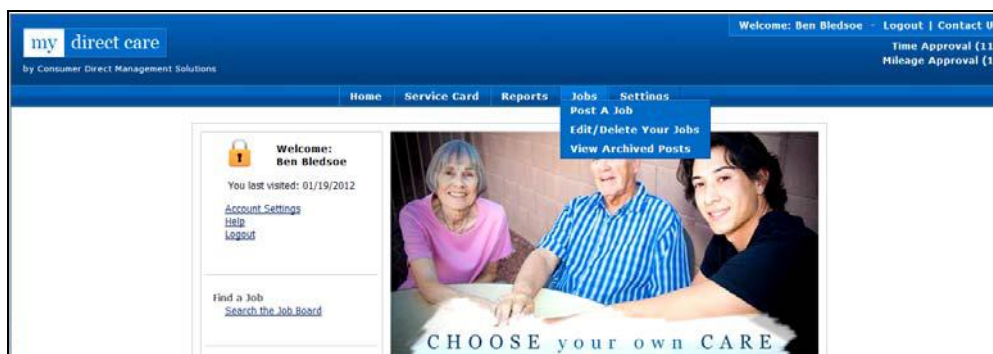 Welcome: Ben Bledsoe - Logout | Contact U
my direct care
Time Approval (11
Mileage Approval (1
by Consumer Direct Management Solutions
Home Service Card Reports Jobs Settings
Post A Job
Edit/Delete Your Jobs
View Archived Posts
Welcome:
Ben Bledsoe
You last visited: 01/19/2012
Account Settings
Help
Logout
Find a Job
Search the Job Board
CHOOSE your own CARE